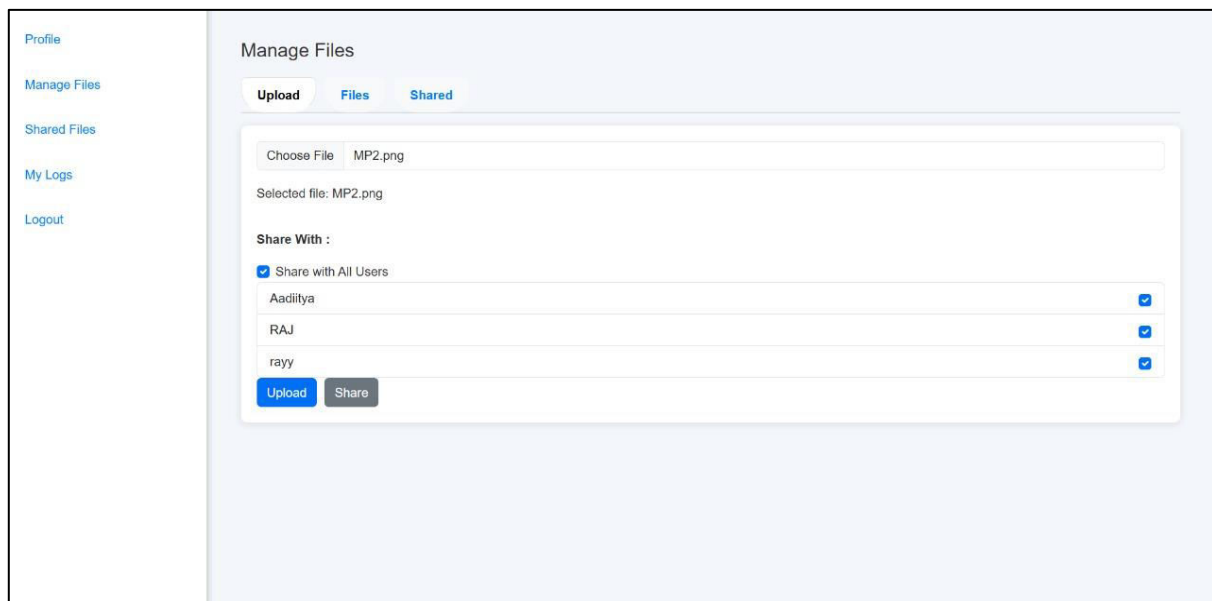 Profile
Manage Files
Shared Files
My Logs
Logout
Manage Files
Upload Files Shared
Choose File MP2.png
Selected file: MP2.png
Share With :
Share with All Users
Aadiitya
RAJ
rayy
Upload Share